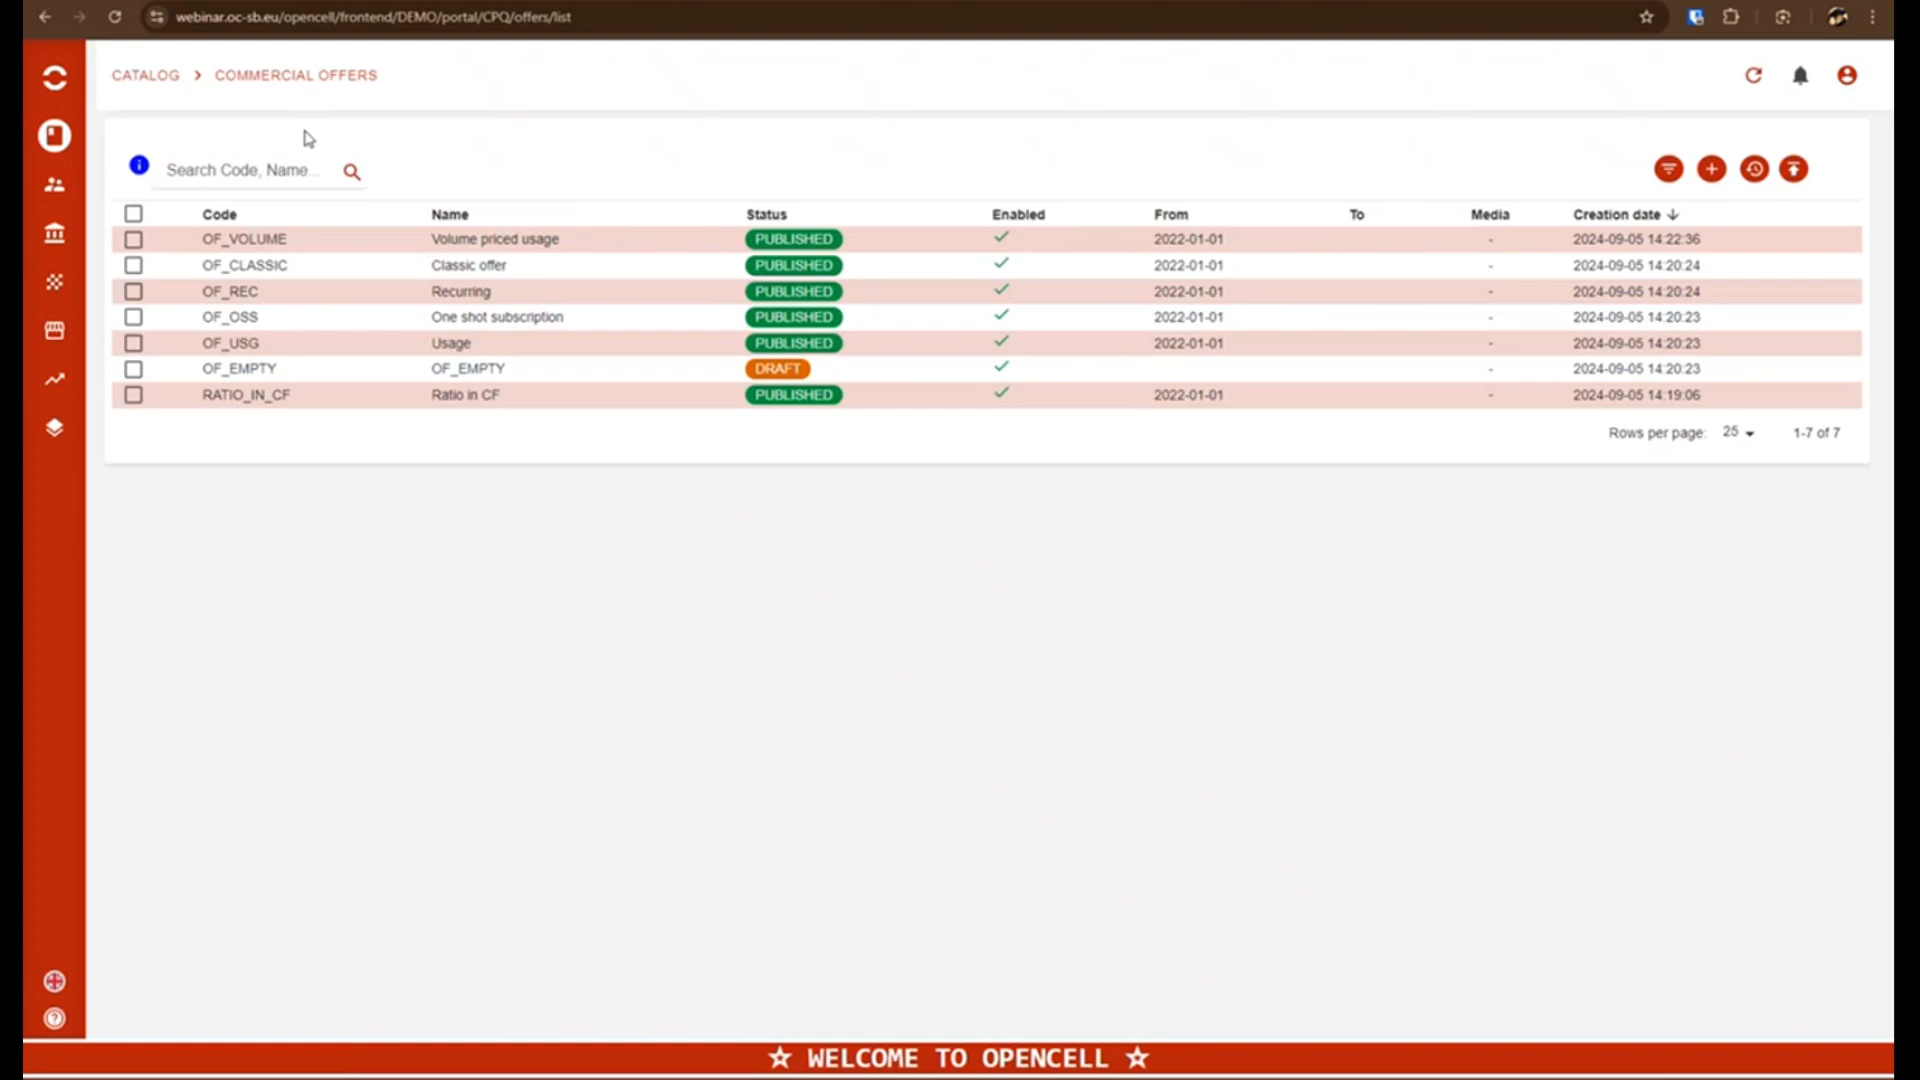 webinar.oc-sb.eu/opencell/frontend/DEMO/portal/CPQ/offers/list
CATALOG > COMMERCIAL OFFERS
Search Code, Name...
Code Name Status Enabled From To Media Creation date
OF_VOLUME Volume priced usage PUBLISHED 2022-01-01 - 2024-09-05 14:22:36
OF_CLASSIC Classic offer PUBLISHED 2022-01-01 - 2024-09-05 14:20:24
OF_REC Recurring PUBLISHED 2022-01-01 - 2024-09-05 14:20:24
OF_OSS One shot subscription PUBLISHED 2022-01-01 - 2024-09-05 14:20:23
OF_USG Usage PUBLISHED 2022-01-01 - 2024-09-05 14:20:23
OF_EMPTY OF_EMPTY DRAFT - 2024-09-05 14:20:23
RATIO_IN_CF Ratio in CF PUBLISHED 2022-01-01 - 2024-09-05 14:19:06
Rows per page: 25 1-7 of 7
☆ WELCOME TO OPENCELL ☆